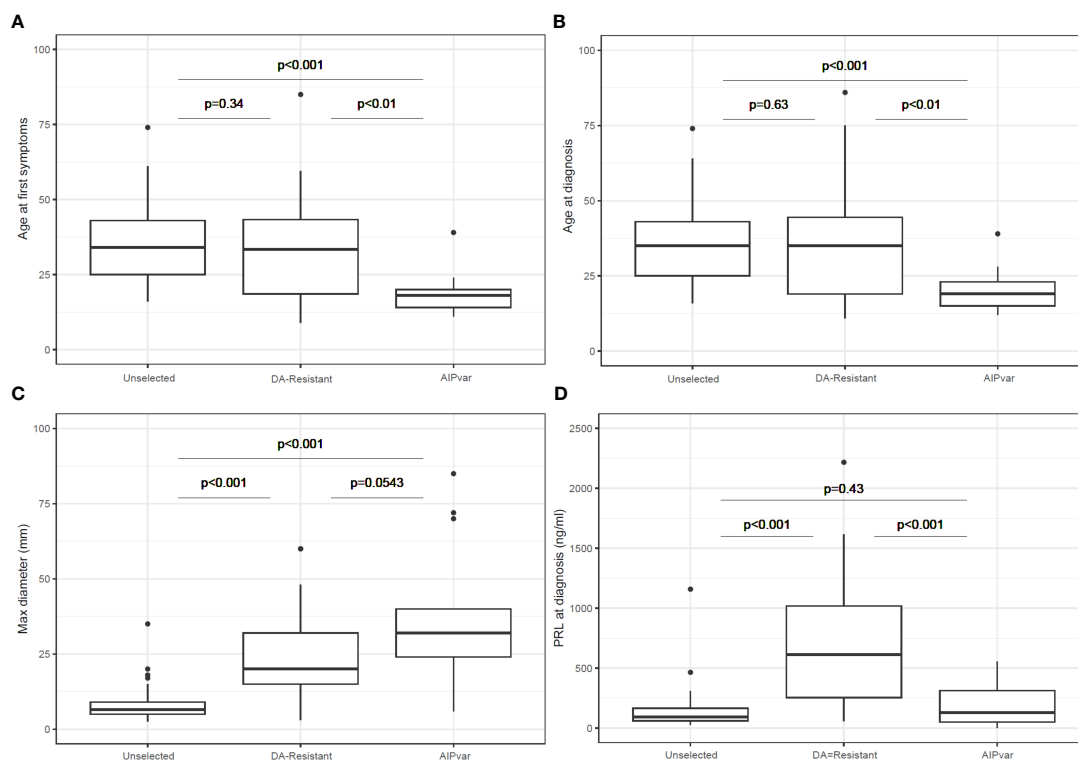 A
Age at first symptoms
100
75
50
25
0
p<0.001
p=0.34
p<0.01
Unselected
DA-Resistant
AIPvar
B
Age at diagnosis
100
75
50
25
0
p<0.001
p=0.63
p<0.01
Unselected
DA-Resistant
AIPvar
C
Max diameter (mm)
100
75
50
25
0
p<0.001
p<0.001
p=0.0543
Unselected
DA-Resistant
AIPvar
D
PRL at diagnosis (ng/ml)
2500
2000
1500
1000
500
0
p=0.43
p<0.001
p<0.001
Unselected
DA=Resistant
AIPvar